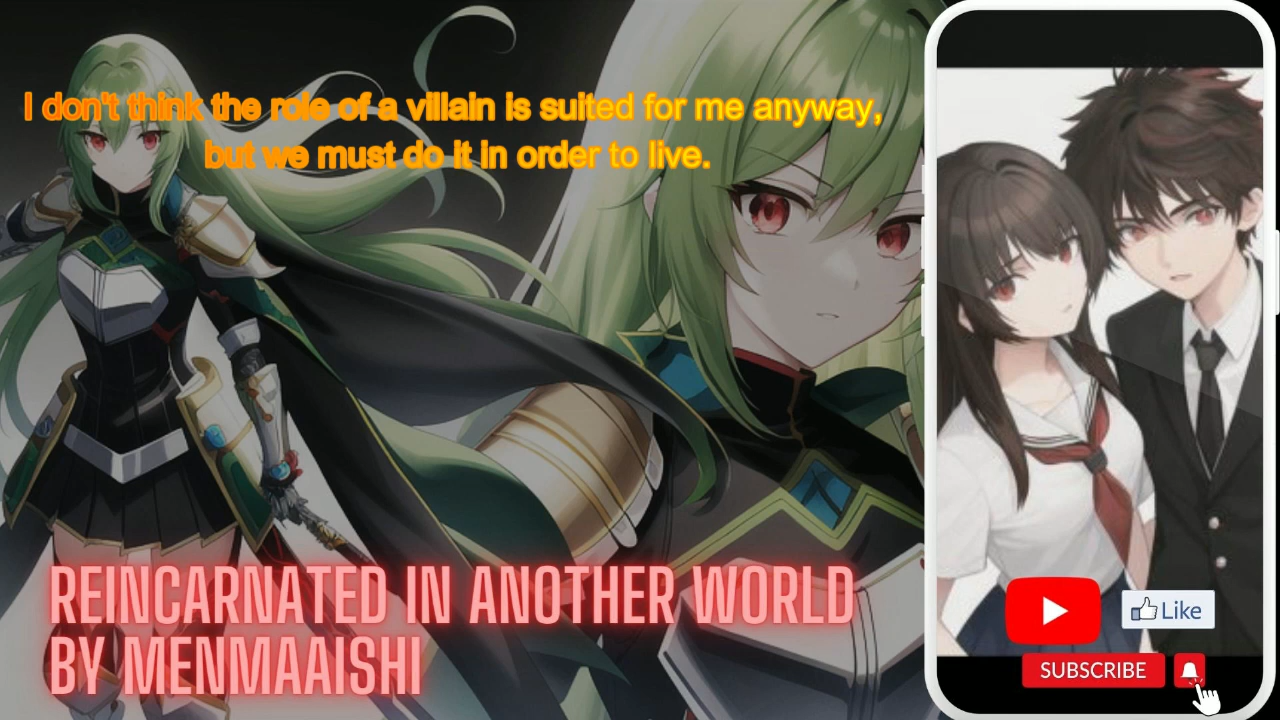 I don't think the role of a villain is suited for me anyway,
but we must do it in order to live.
REINCARNATED IN ANOTHER WORLD
BY MENMAAISHI
Like
SUBSCRIBE